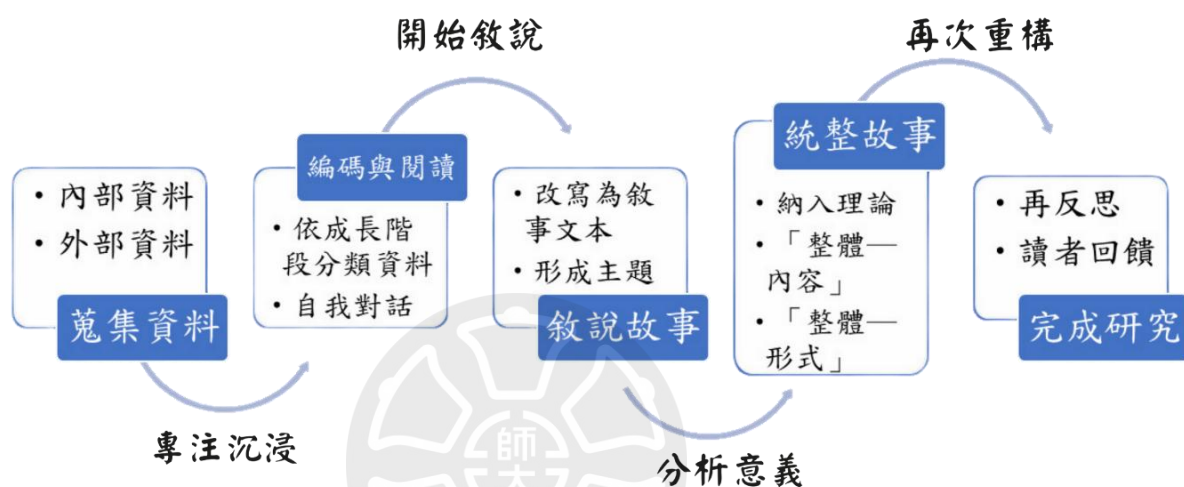 開始敘說
再次重構
• 內部資料
• 外部資料
蒐集資料
專注沉浸
編碼與閱讀
• 依成長階
段分類資料
• 自我對話
• 改寫為敘
事文本
• 形成主題
敘說故事
分析意義
統整故事
• 納入理論
• 「整體—
內容」
• 「整體—
形式」
• 再反思
• 讀者回饋
完成研究
師大